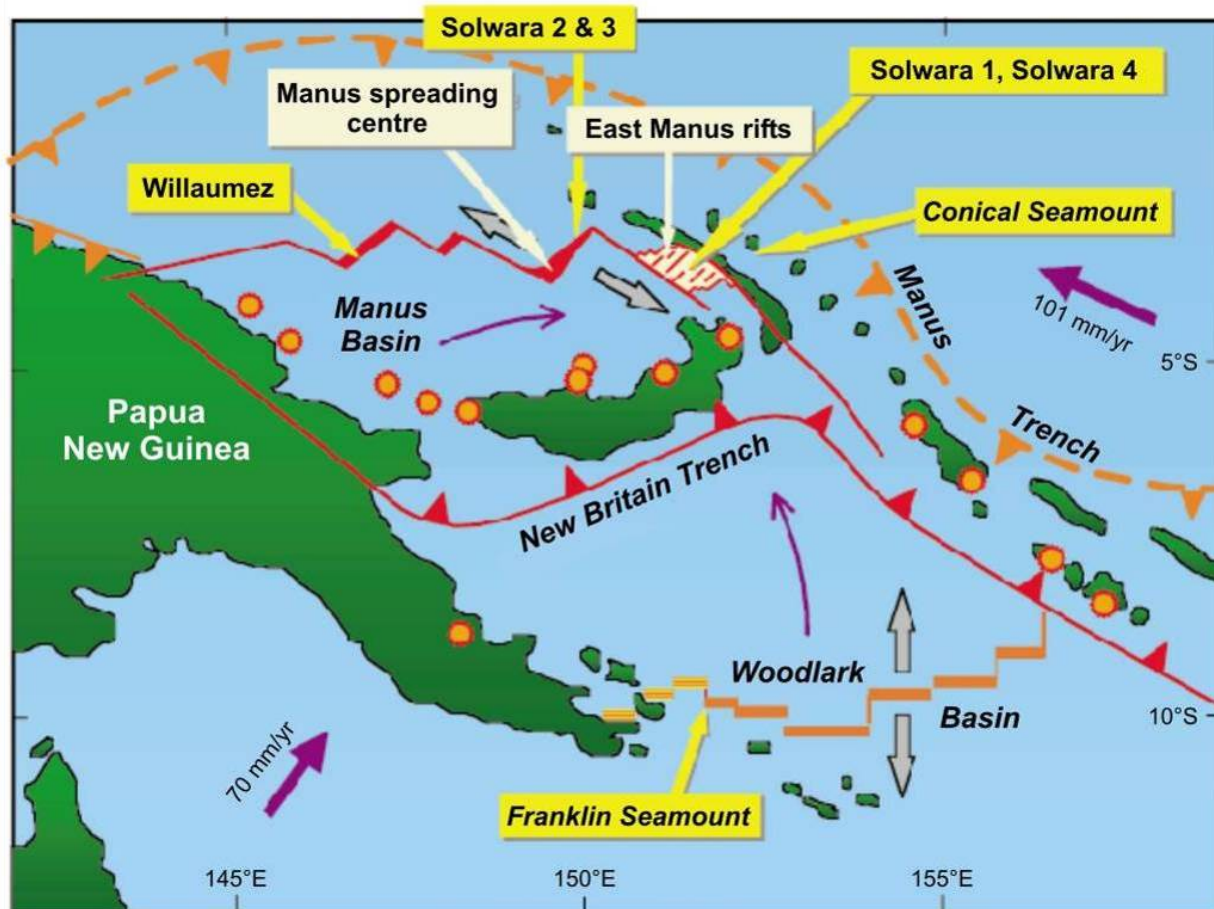 Solwara 2 & 3
Solwara 1, Solwara 4
Manus spreading
centre
East Manus rifts
Willaumez
Conical Seamount
Manus
Basin
Manus
101 mm/yr
5°S
Papua
New Guinea
Trench
New Britain Trench
Woodlark
Basin
10°S
70 mm/yr
Franklin Seamount
145°E
150°E
155°E